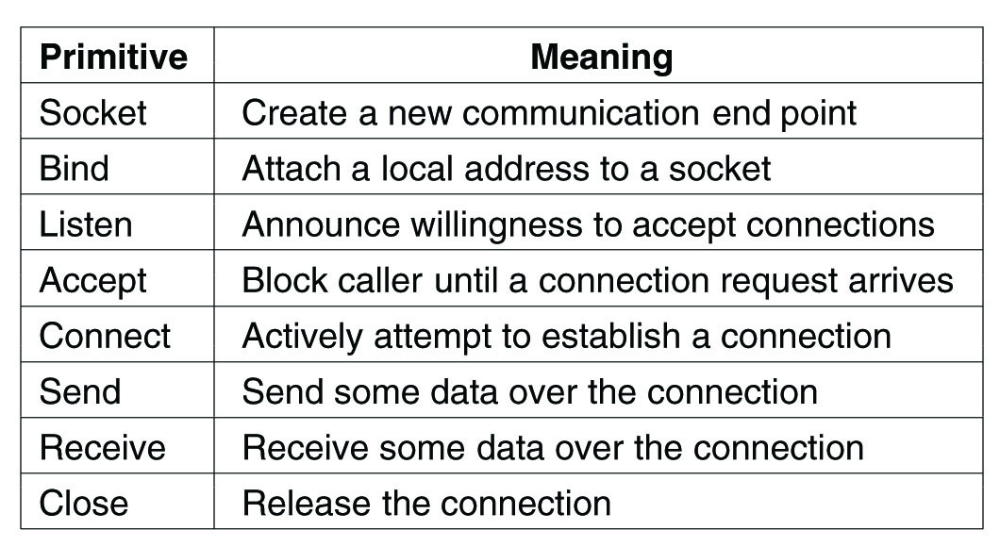 Primitive Meaning
Socket Create a new communication end point
Bind Attach a local address to a socket
Listen Announce willingness to accept connections
Accept Block caller until a connection request arrives
Connect Actively attempt to establish a connection
Send Send some data over the connection
Receive Receive some data over the connection
Close Release the connection